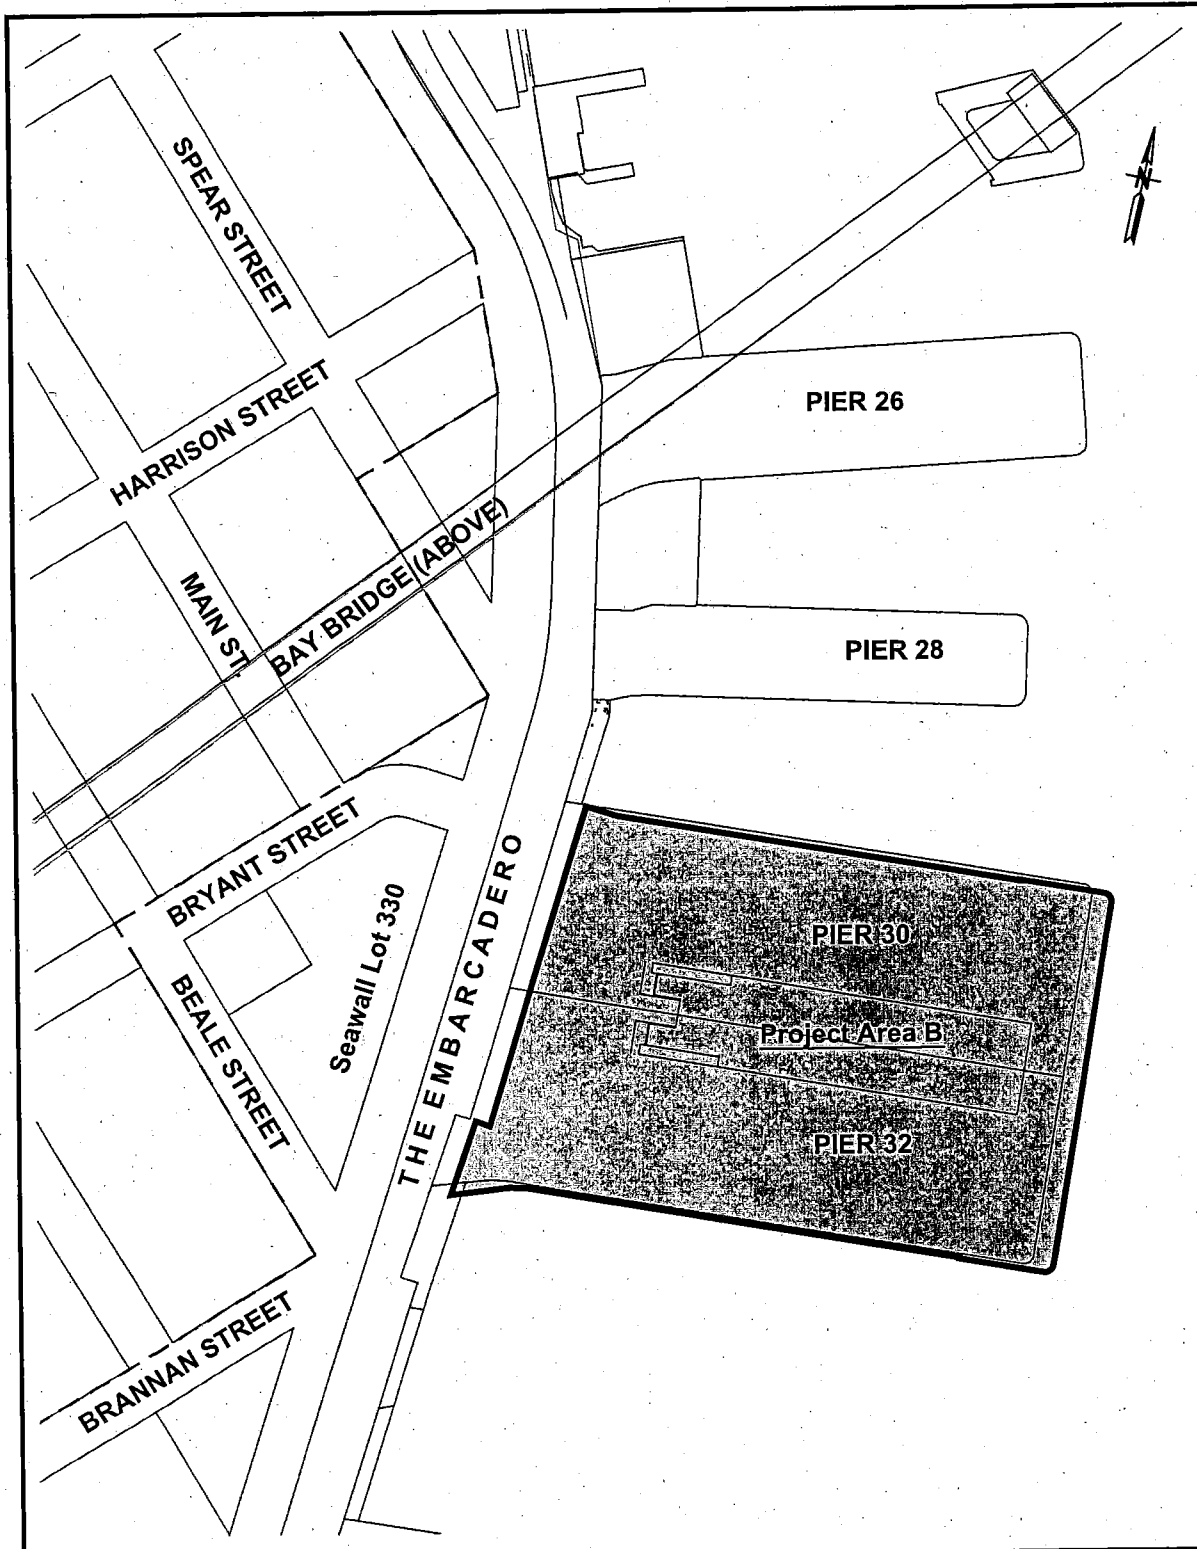 SPEAR STREET
N
HARRISON STREET
PIER 26
BAY BRIDGE (ABOVE)
MAIN ST.
PIER 28
BRYANT STREET
THE EMBARCADERO
Seawall Lot 330
PIER 30
BEALE STREET
Project Area B
PIER 32
BRANNAN STREET